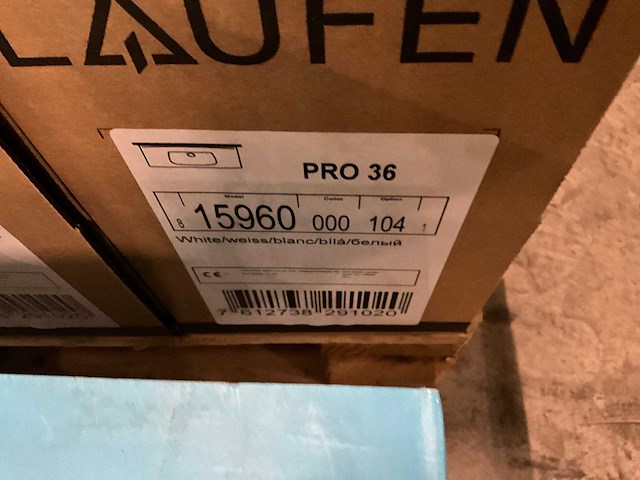 LAUFEN
PRO 36
Model Color Option
8 15960 000 104 1
White/weiss/blanc/bílá/белый
CE
7 612738 291020